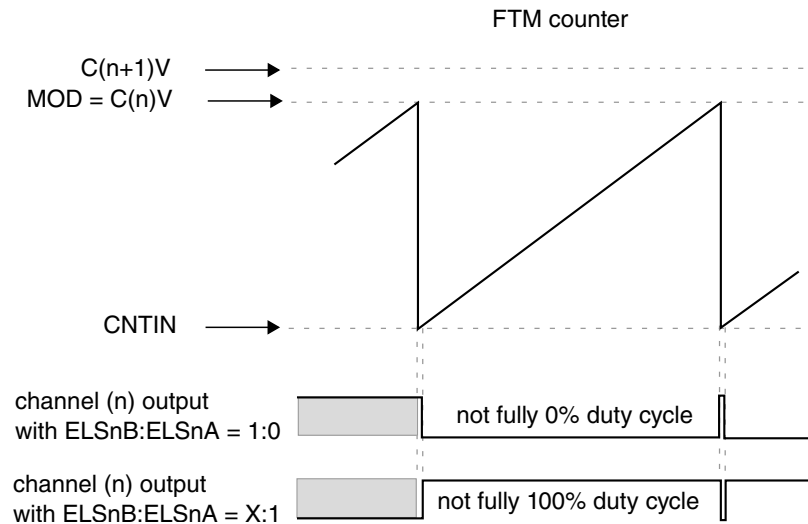 FTM counter
C(n+1)V
MOD = C(n)V
CNTIN
channel (n) output
with ELSnB:ELSnA = 1:0
not fully 0% duty cycle
channel (n) output
with ELSnB:ELSnA = X:1
not fully 100% duty cycle